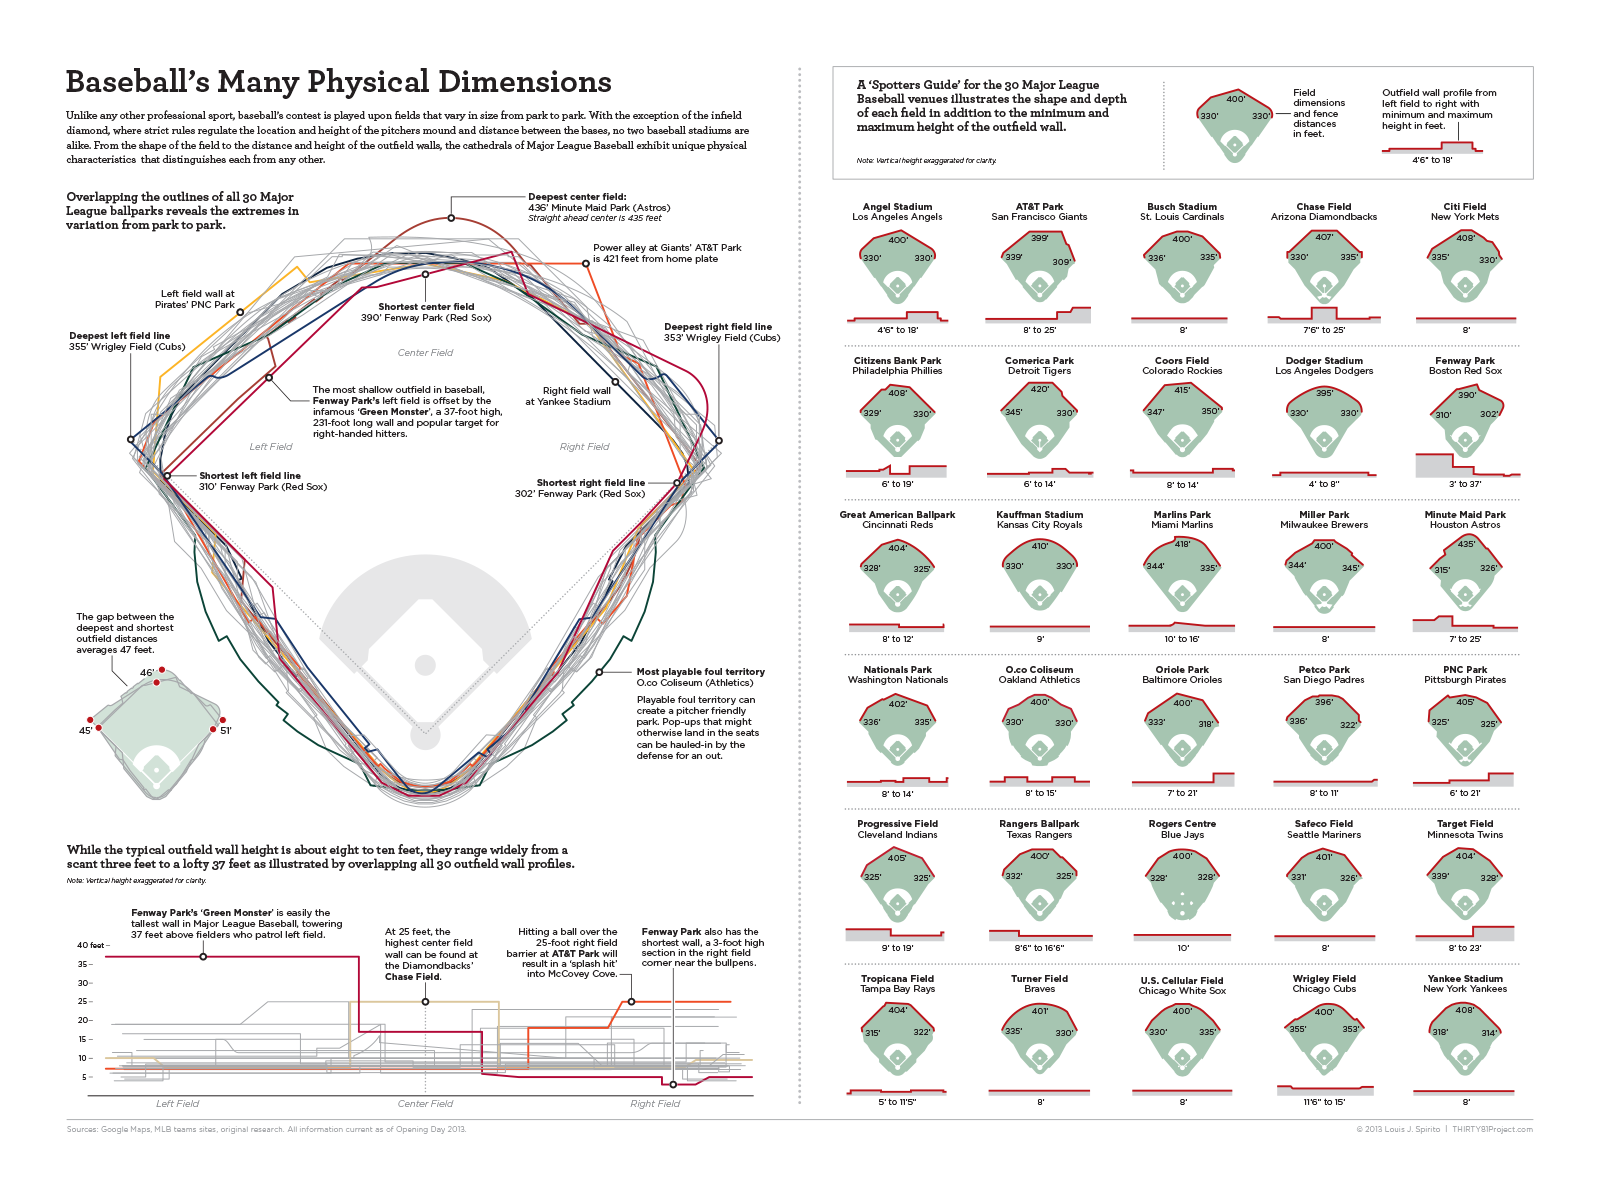 Baseball’s Many Physical Dimensions
Unlike any other professional sport, baseball’s contest is played upon fields that vary in size from park to park. With the exception of the infield
diamond, where strict rules regulate the location and height of the pitchers mound and distance between the bases, no two baseball stadiums are
alike. From the shape of the field to the distance and height of the outfield walls, the cathedrals of Major League Baseball exhibit unique physical
characteristics that distinguishes each from any other.
Overlapping the outlines of all 30 Major
League ballparks reveals the extremes in
variation from park to park.
Deepest center field:
436' Minute Maid Park (Astros)
Straight ahead center is 435 feet
Power alley at Giants’ AT&T Park
is 421 feet from home plate
Left field wall at
Pirates’ PNC Park
Shortest center field
390' Fenway Park (Red Sox)
Deepest left field line
355' Wrigley Field (Cubs)
Deepest right field line
353' Wrigley Field (Cubs)
Center Field
The most shallow outfield in baseball,
Fenway Park’s left field is offset by the
infamous ‘Green Monster’, a 37-foot high,
231-foot long wall and popular target for
right-handed hitters.
Right field wall
at Yankee Stadium
Left Field
Right Field
Shortest left field line
310' Fenway Park (Red Sox)
Shortest right field line
302' Fenway Park (Red Sox)
The gap between the
deepest and shortest
outfield distances
averages 47 feet.
46'
45'
51'
Most playable foul territory
O.co Coliseum (Athletics)
Playable foul territory can
create a pitcher friendly
park. Pop-ups that might
otherwise land in the seats
can be hauled-in by the
defense for an out.
While the typical outfield wall height is about eight to ten feet, they range widely from a
scant three feet to a lofty 37 feet as illustrated by overlapping all 30 outfield wall profiles.
Note: Vertical height exaggerated for clarity.
Fenway Park’s ‘Green Monster’ is easily the
tallest wall in Major League Baseball, towering
37 feet above fielders who patrol left field.
At 25 feet, the
highest center field
wall can be found at
the Diamondbacks’
Chase Field.
Hitting a ball over the
25-foot right field
barrier at AT&T Park will
result in a ‘splash hit’
into McCovey Cove.
Fenway Park also has the
shortest wall, a 3-foot high
section in the right field
corner near the bullpens.
40 feet
35
30
25
20
15
10
5
Left Field
Center Field
Right Field
A ‘Spotters Guide’ for the 30 Major League
Baseball venues illustrates the shape and depth
of each field in addition to the minimum and
maximum height of the outfield wall.
Note: Vertical height exaggerated for clarity.
400'
330'
330'
Field
dimensions
and fence
distances
in feet.
Outfield wall profile from
left field to right with
minimum and maximum
height in feet.
4'6" to 18'
Angel Stadium
Los Angeles Angels
400'
330'
330'
4'6" to 18'
AT&T Park
San Francisco Giants
399'
339'
309'
8' to 25'
Busch Stadium
St. Louis Cardinals
400'
336'
335'
8'
Chase Field
Arizona Diamondbacks
407'
330'
335'
7'6" to 25'
Citi Field
New York Mets
408'
335'
330'
8'
Citizens Bank Park
Philadelphia Phillies
408'
329'
330'
6' to 19'
Comerica Park
Detroit Tigers
420'
345'
330'
6' to 14'
Coors Field
Colorado Rockies
415'
347'
350'
8' to 14'
Dodger Stadium
Los Angeles Dodgers
395'
330'
330'
4' to 8"
Fenway Park
Boston Red Sox
390'
310'
302'
3' to 37'
Great American Ballpark
Cincinnati Reds
404'
328'
325'
8' to 12'
Kauffman Stadium
Kansas City Royals
410'
330'
330'
9'
Marlins Park
Miami Marlins
418'
344'
335'
10' to 16'
Miller Park
Milwaukee Brewers
400'
344'
345'
8'
Minute Maid Park
Houston Astros
435'
315'
326'
7' to 25'
Nationals Park
Washington Nationals
402'
336'
335'
8' to 14'
O.co Coliseum
Oakland Athletics
400'
330'
330'
8' to 15'
Oriole Park
Baltimore Orioles
400'
333'
318'
7' to 21'
Petco Park
San Diego Padres
396'
336'
322'
8' to 11'
PNC Park
Pittsburgh Pirates
405'
325'
325'
6' to 21'
Progressive Field
Cleveland Indians
405'
325'
325'
9' to 19'
Rangers Ballpark
Texas Rangers
400'
332'
325'
8'6" to 16'6"
Rogers Centre
Blue Jays
400'
328'
328'
10'
Safeco Field
Seattle Mariners
401'
331'
326'
8'
Target Field
Minnesota Twins
404'
339'
328'
8' to 23'
Tropicana Field
Tampa Bay Rays
404'
315'
322'
5' to 11'5"
Turner Field
Braves
401'
335'
330'
8'
U.S. Cellular Field
Chicago White Sox
400'
330'
335'
8'
Wrigley Field
Chicago Cubs
400'
355'
353'
11'6" to 15'
Yankee Stadium
New York Yankees
408'
318'
314'
8'
Sources: Google Maps, MLB teams sites, original research. All information current as of Opening Day 2013.
© 2013 Louis J. Spirito | THIRTY81Project.com